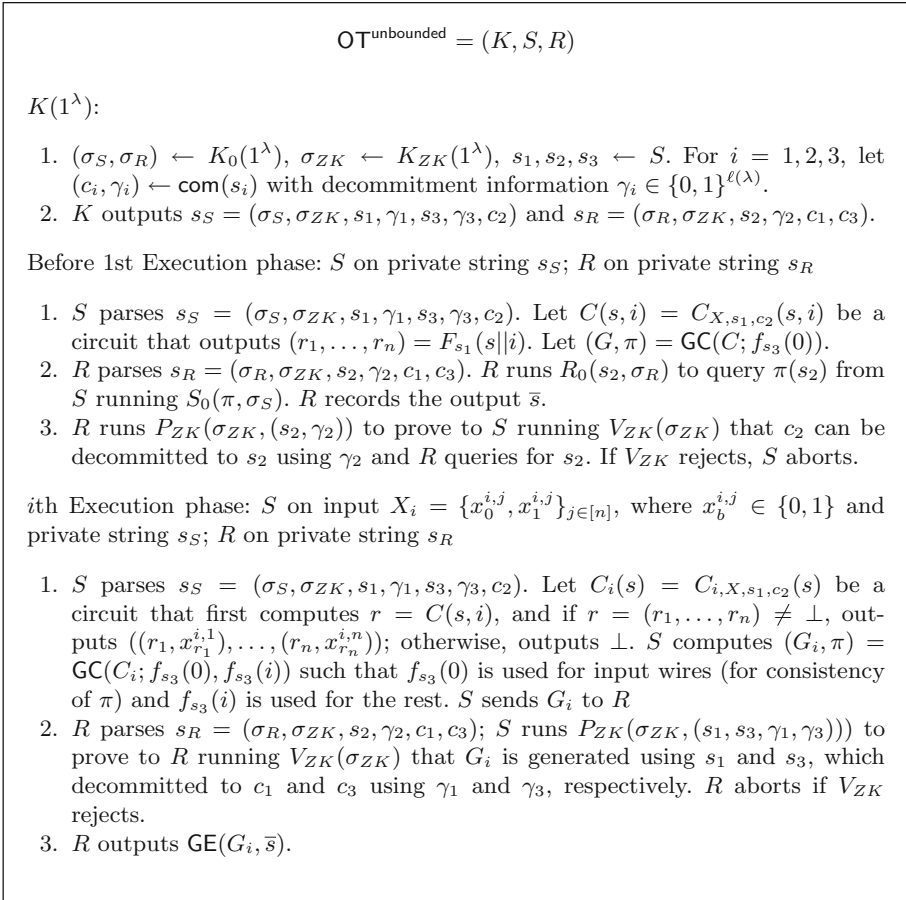 OT^unbounded = (K, S, R)
K(1^λ):
1. (σ_S, σ_R) ← K_0(1^λ), σ_ZK ← K_ZK(1^λ), s_1, s_2, s_3 ← S. For i = 1, 2, 3, let
(c_i, γ_i) ← com(s_i) with decommitment information γ_i ∈ {0, 1}^ℓ(λ).
2. K outputs s_S = (σ_S, σ_ZK, s_1, γ_1, s_3, γ_3, c_2) and s_R = (σ_R, σ_ZK, s_2, γ_2, c_1, c_3).
Before 1st Execution phase: S on private string s_S; R on private string s_R
1. S parses s_S = (σ_S, σ_ZK, s_1, γ_1, s_3, γ_3, c_2). Let C(s, i) = C_{X,s_1,c_2}(s, i) be a
circuit that outputs (r_1, . . . , r_n) = F_{s_1}(s||i). Let (G, π) = GC(C; f_{s_3}(0)).
2. R parses s_R = (σ_R, σ_ZK, s_2, γ_2, c_1, c_3). R runs R_0(s_2, σ_R) to query π(s_2) from
S running S_0(π, σ_S). R records the output s̅.
3. R runs P_ZK(σ_ZK, (s_2, γ_2)) to prove to S running V_ZK(σ_ZK) that c_2 can be
decommitted to s_2 using γ_2 and R queries for s_2. If V_ZK rejects, S aborts.
ith Execution phase: S on input X_i = {x_0^{i,j}, x_1^{i,j}}_{j∈[n]}, where x_b^{i,j} ∈ {0, 1} and
private string s_S; R on private string s_R
1. S parses s_S = (σ_S, σ_ZK, s_1, γ_1, s_3, γ_3, c_2). Let C_i(s) = C_{i,X,s_1,c_2}(s) be a
circuit that first computes r = C(s, i), and if r = (r_1, . . . , r_n) ≠ ⊥, out-
puts ((r_1, x_{r_1}^{i,1}), . . . , (r_n, x_{r_n}^{i,n})); otherwise, outputs ⊥. S computes (G_i, π) =
GC(C_i; f_{s_3}(0), f_{s_3}(i)) such that f_{s_3}(0) is used for input wires (for consistency
of π) and f_{s_3}(i) is used for the rest. S sends G_i to R
2. R parses s_R = (σ_R, σ_ZK, s_2, γ_2, c_1, c_3); S runs P_ZK(σ_ZK, (s_1, s_3, γ_1, γ_3))) to
prove to R running V_ZK(σ_ZK) that G_i is generated using s_1 and s_3, which
decommitted to c_1 and c_3 using γ_1 and γ_3, respectively. R aborts if V_ZK
rejects.
3. R outputs GE(G_i, s̅).